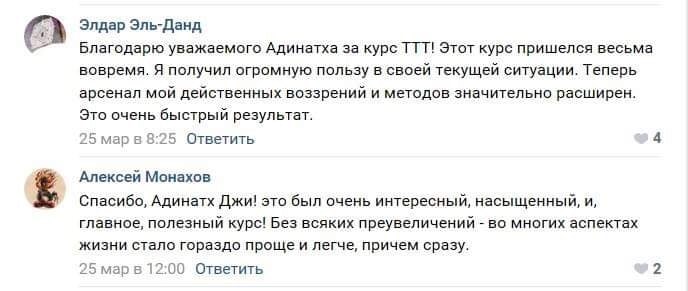 Элдар Эль-Данд
Благодарю уважаемого Адинатха за курс ТТТ! Этот курс пришелся весьма
вовремя. Я получил огромную пользу в своей текущей ситуации. Теперь
арсенал мой действенных воззрений и методов значительно расширен.
Это очень быстрый результат.
25 мар в 8:25 Ответить 4
Алексей Монахов
Спасибо, Адинатх Джи! это был очень интересный, насыщенный, и,
главное, полезный курс! Без всяких преувеличений - во многих аспектах
жизни стало гораздо проще и легче, причем сразу.
25 мар в 12:00 Ответить 2